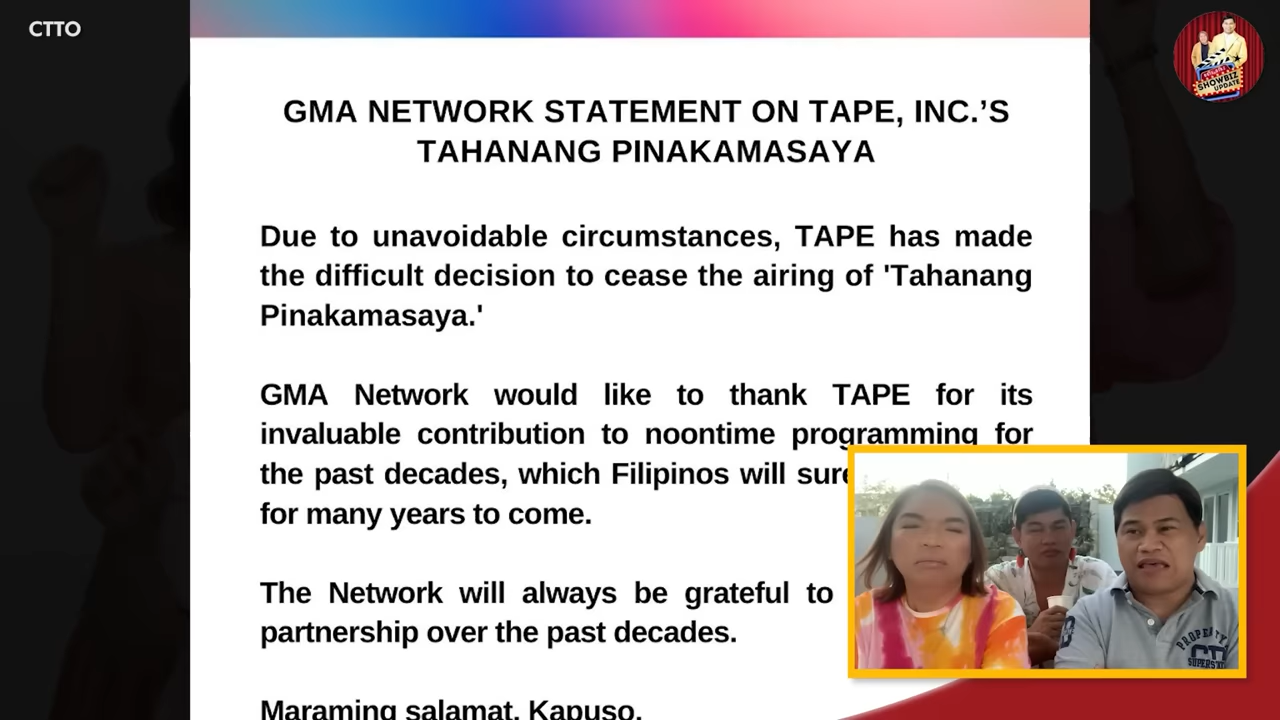 CTTO
SHOWBIZ
UPDATE
GMA NETWORK STATEMENT ON TAPE, INC.’S
TAHANANG PINAKAMASAYA
Due to unavoidable circumstances, TAPE has made
the difficult decision to cease the airing of 'Tahanang
Pinakamasaya.'
GMA Network would like to thank TAPE for its
invaluable contribution to noontime programming for
the past decades, which Filipinos will
for many years to come.
The Network will always be grateful to
partnership over the past decades.
Maraming salamat, Kapuso.